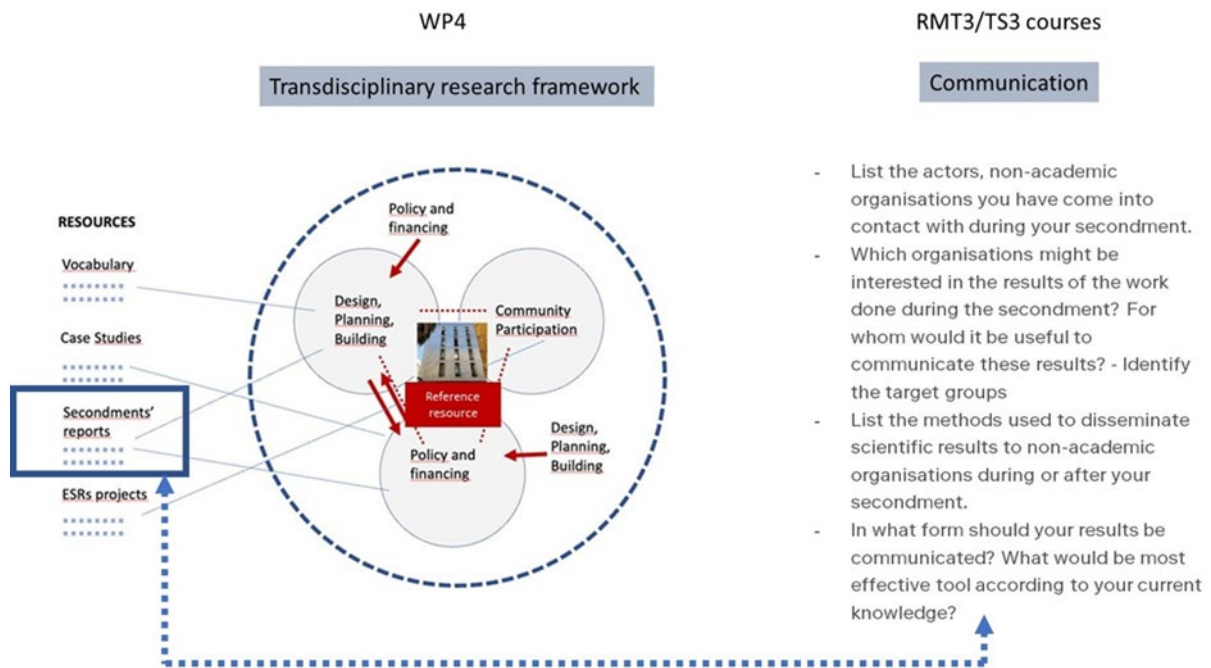 WP4
RMT3/TS3 courses
Transdisciplinary research framework
Communication
RESOURCES
Vocabulary
Case Studies
Secondments'
reports
ESRs projects
Policy and
financing
Design,
Planning,
Building
Community
Participation
Reference
resource
Policy and
financing
Design,
Planning,
Building
- List the actors, non-academic
organisations you have come into
contact with during your secondment.
- Which organisations might be
interested in the results of the work
done during the secondment? For
whom would it be useful to
communicate these results? - Identify
the target groups
- List the methods used to disseminate
scientific results to non-academic
organisations during or after your
secondment.
- In what form should your results be
communicated? What would be most
effective tool according to your current
knowledge?